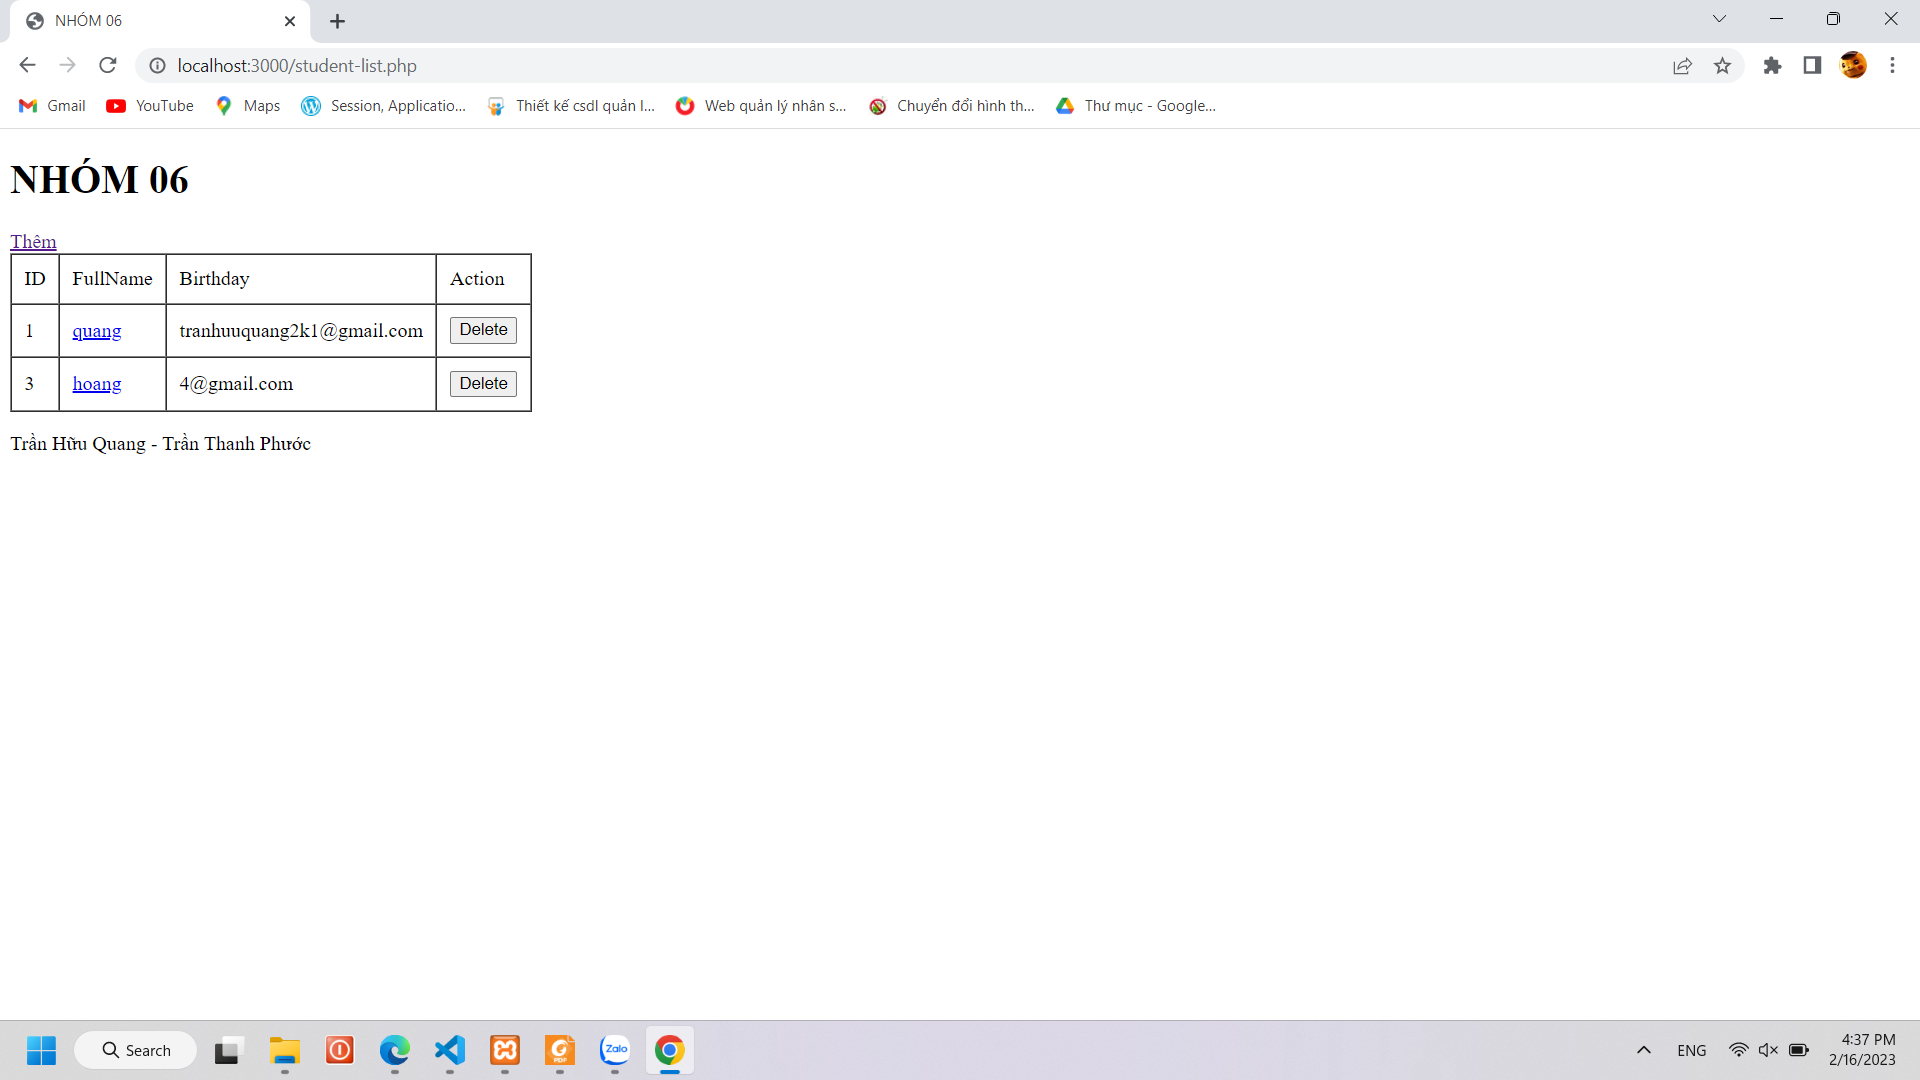 NHÓM 06
localhost:3000/student-list.php
Gmail YouTube Maps Session, Applicatio... Thiết kế csdl quản l... Web quản lý nhân s... Chuyển đổi hình th... Thư mục - Google...
NHÓM 06
Thêm
ID FullName Birthday Action
1 quang tranhuuquang2k1@gmail.com Delete
3 hoang 4@gmail.com Delete
Trần Hữu Quang - Trần Thanh Phước
Search PDF Zalo ENG 4:37 PM
2/16/2023